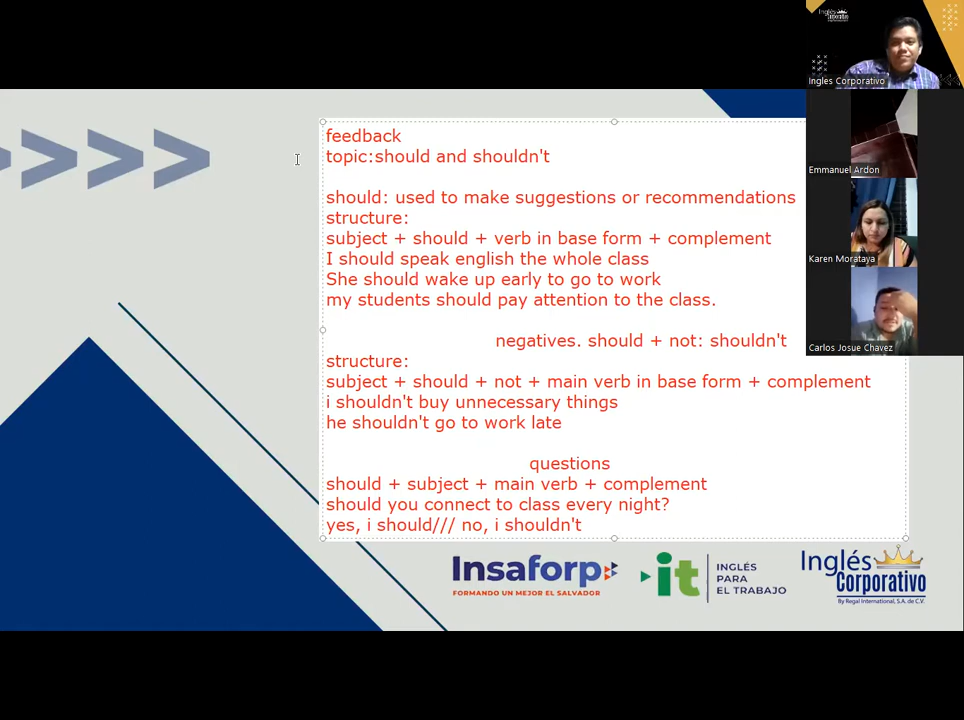 feedback
topic:should and shouldn't
should: used to make suggestions or recommendations
structure:
subject + should + verb in base form + complement
I should speak english the whole class
She should wake up early to go to work
my students should pay attention to the class.
negatives. should + not: shouldn't
structure:
subject + should + not + main verb in base form + complement
i shouldn't buy unnecessary things
he shouldn't go to work late
questions
should + subject + main verb + complement
should you connect to class every night?
yes, i should/// no, i shouldn't
Insaforp
FORMANDO UN MEJOR EL SALVADOR
it
INGLÉS
PARA
EL TRABAJO
Inglés
Corporativo
By Regal International, S.A. de C.V.
Inglés
Corporativo
Ingles Corporativo
Emmanuel Ardon
Karen Morataya
Carlos Josue Chavez